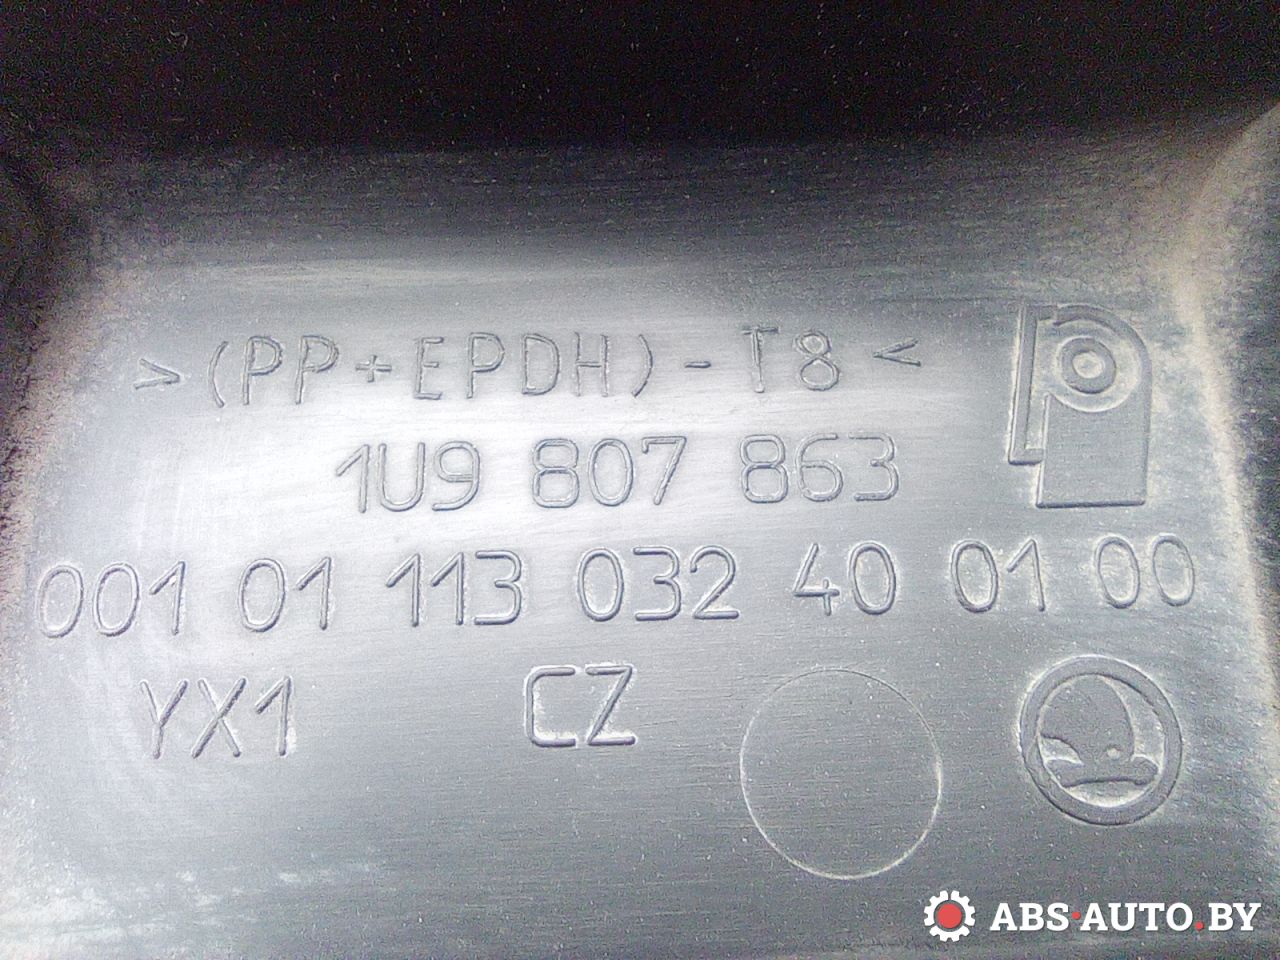 >(PP+EPDH)-T8<
1U9 807 863
001 01 113 032 40 01 00
YX1 CZ
ABS·AUTO.BY